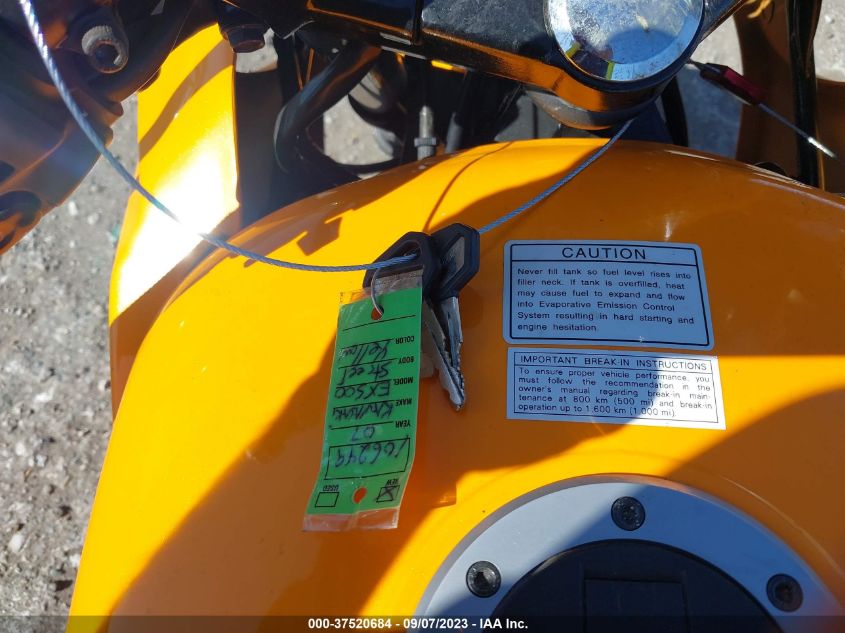 CAUTION
Never fill tank so fuel level rises into
filler neck. If tank is overfilled, heat
may cause fuel to expand and flow
into Evaporative Emission Control
System resulting in hard starting and
engine hesitation.
IMPORTANT BREAK-IN INSTRUCTIONS
To ensure proper vehicle performance, you
must follow the recommendation in the
owner's manual regarding break-in main-
tenance at 800 km (500 mi) and break-in
operation up to 1,600 km (1,000 mi).
NEW
USED
106249
YEAR 07
MAKE
MODEL EX500
BODY Street
COLOR Yellow
000-37520684 - 09/07/2023 - IAA Inc.